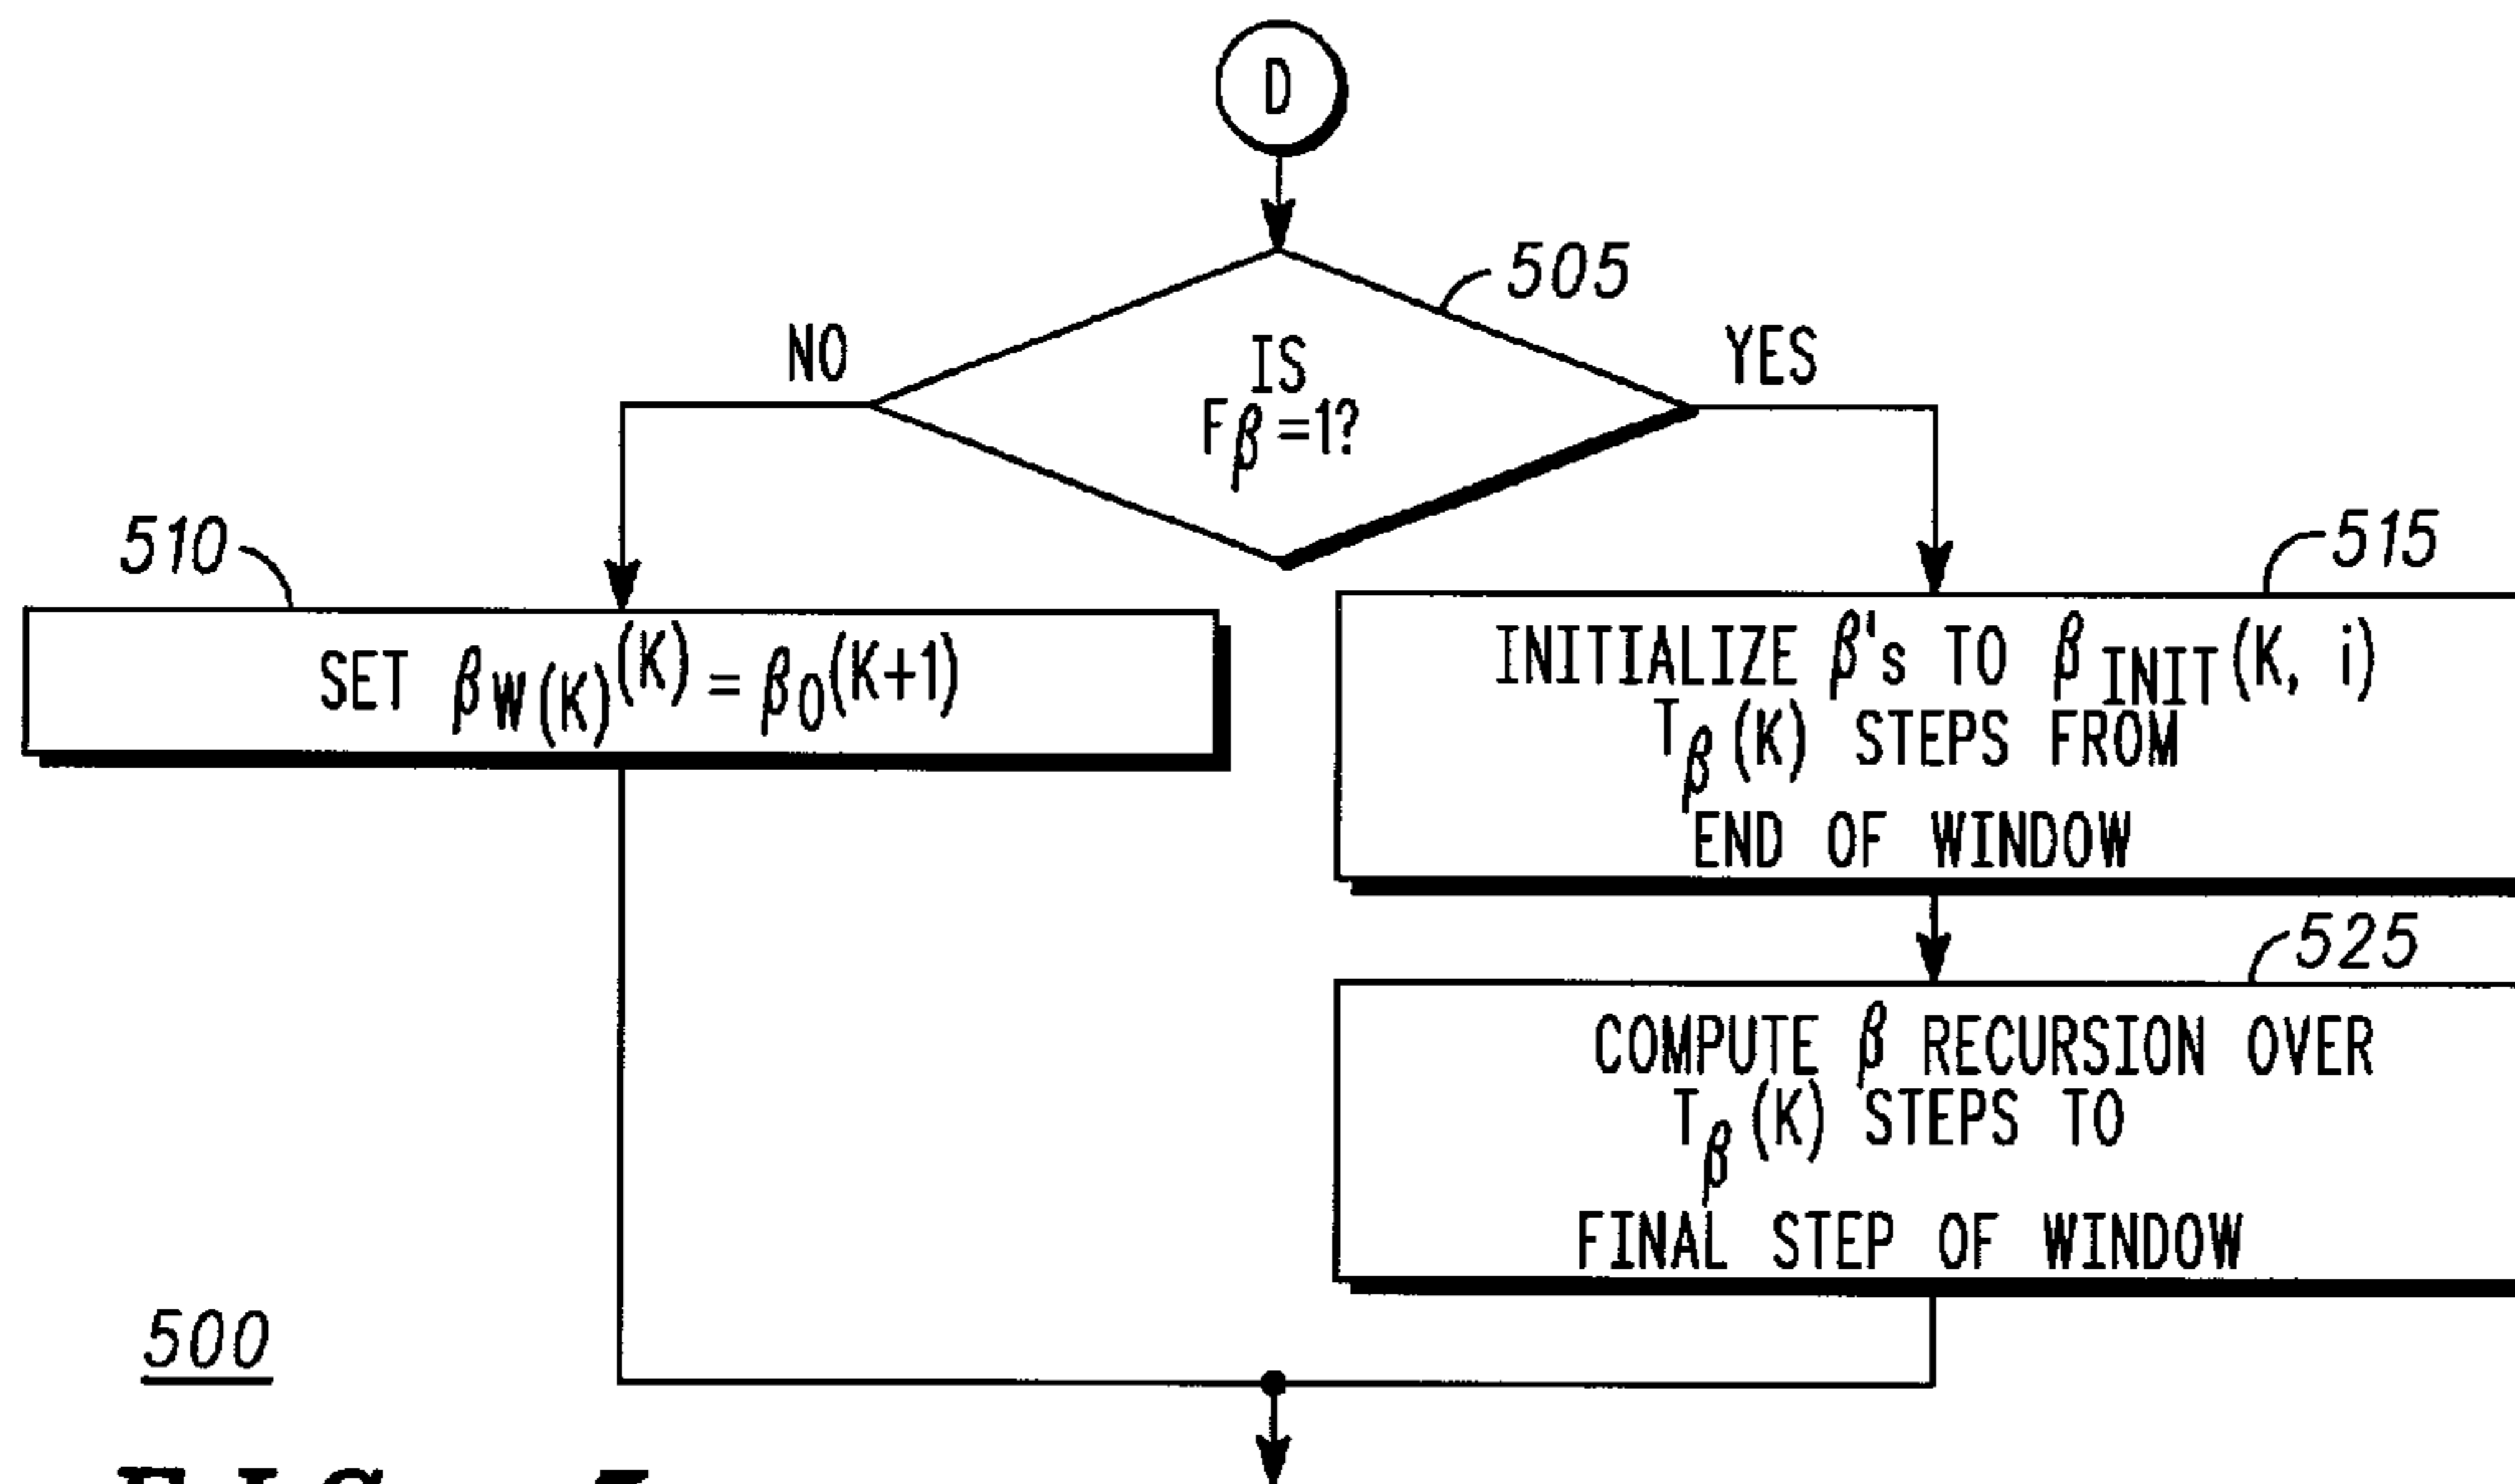 D
505
NO
IS
YES
Fβ=1?
510
515
SET βW(K)(K) = β0(K+1)
INITIALIZE β's TO βINIT(K, i)
Tβ(K) STEPS FROM
END OF WINDOW
525
COMPUTE β RECURSION OVER
Tβ(K) STEPS TO
FINAL STEP OF WINDOW
500